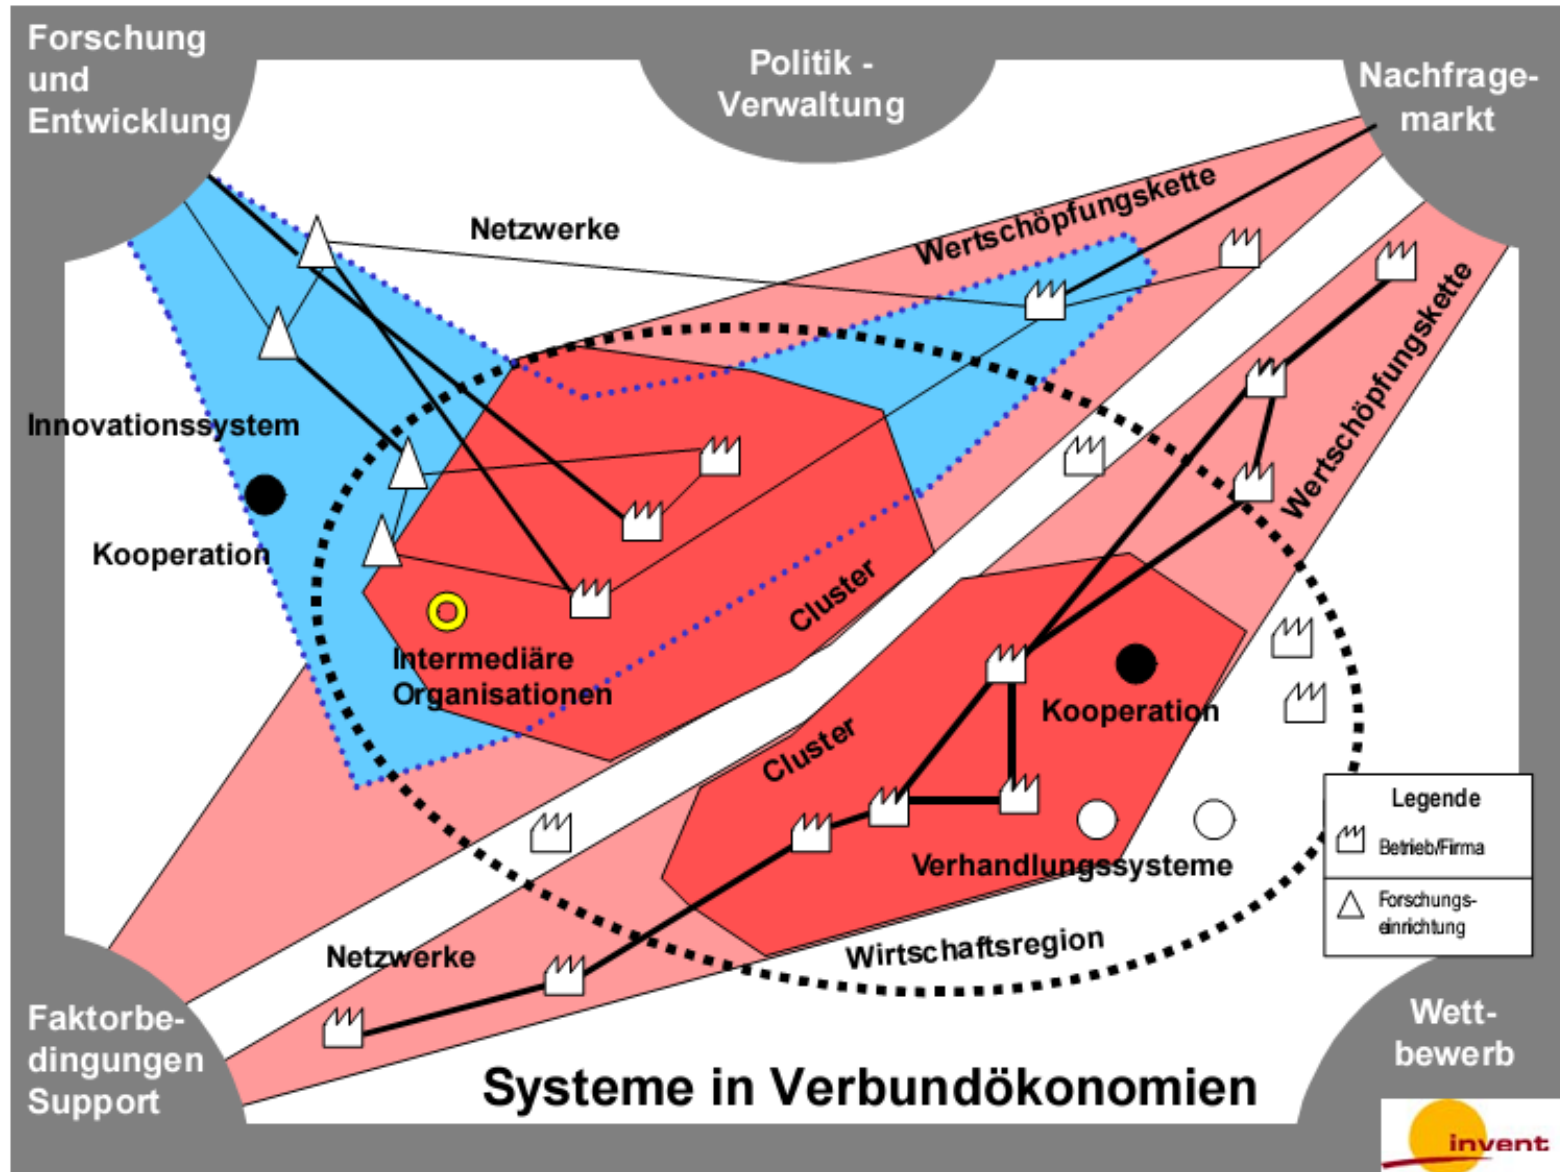 Forschung
und
Entwicklung
Politik -
Verwaltung
Nachfrage-
markt
Netzwerke
Wertschöpfungskette
Wertschöpfungskette
Innovationssystem
Kooperation
Cluster
Intermediäre
Organisationen
Kooperation
Cluster
Verhandlungssysteme
Wirtschaftsregion
Netzwerke
Legende
Betrieb/Firma
Forschungs-
einrichtung
Faktorbe-
dingungen
Support
Wett-
bewerb
Systeme in Verbundökonomien
invent